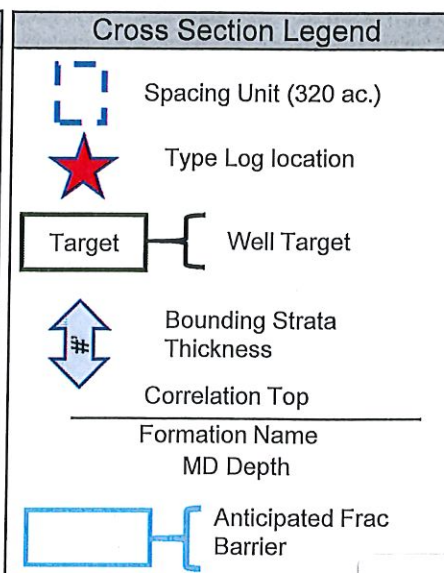 Cross Section Legend
Spacing Unit (320 ac.)
Type Log location
Target
Well Target
#'
Bounding Strata
Thickness
Correlation Top
Formation Name
MD Depth
Anticipated Frac
Barrier